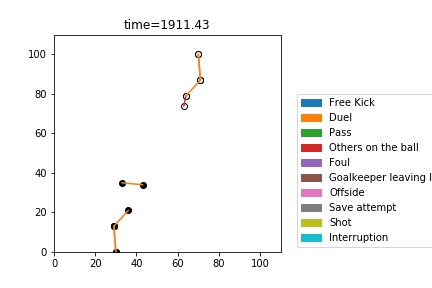 time=1911.43
100
80
60
40
20
0
0 20 40 60 80 100
Free Kick
Duel
Pass
Others on the ball
Foul
Goalkeeper leaving l
Offside
Save attempt
Shot
Interruption